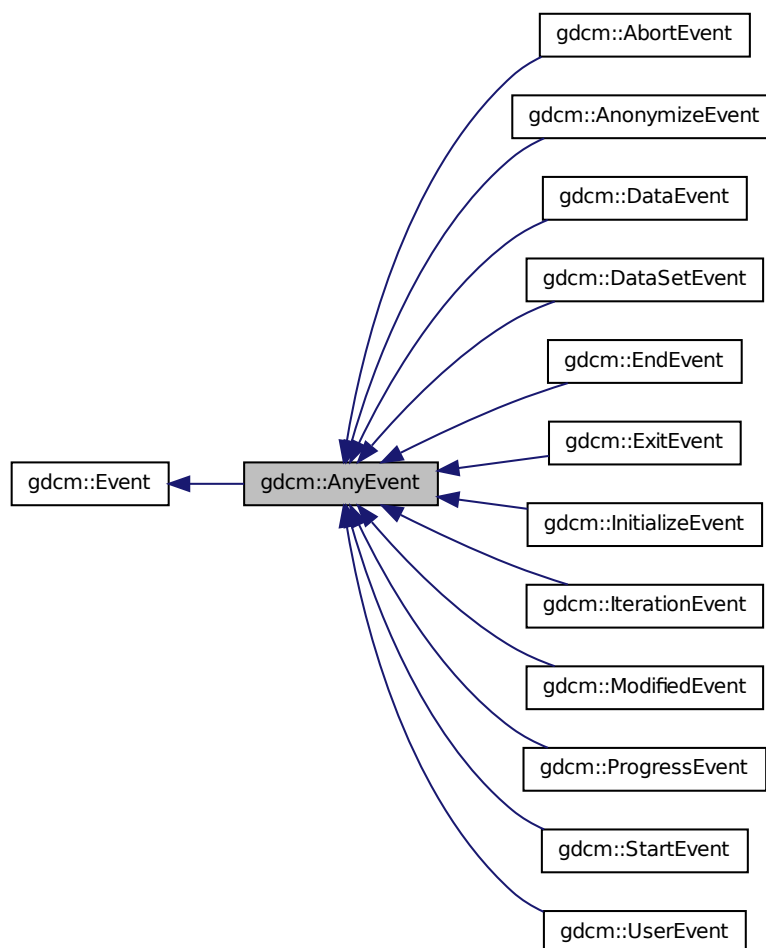 gdcm::AbortEvent
gdcm::AnonymizeEvent
gdcm::DataEvent
gdcm::DataSetEvent
gdcm::EndEvent
gdcm::ExitEvent
gdcm::Event
gdcm::AnyEvent
gdcm::InitializeEvent
gdcm::IterationEvent
gdcm::ModifiedEvent
gdcm::ProgressEvent
gdcm::StartEvent
gdcm::UserEvent